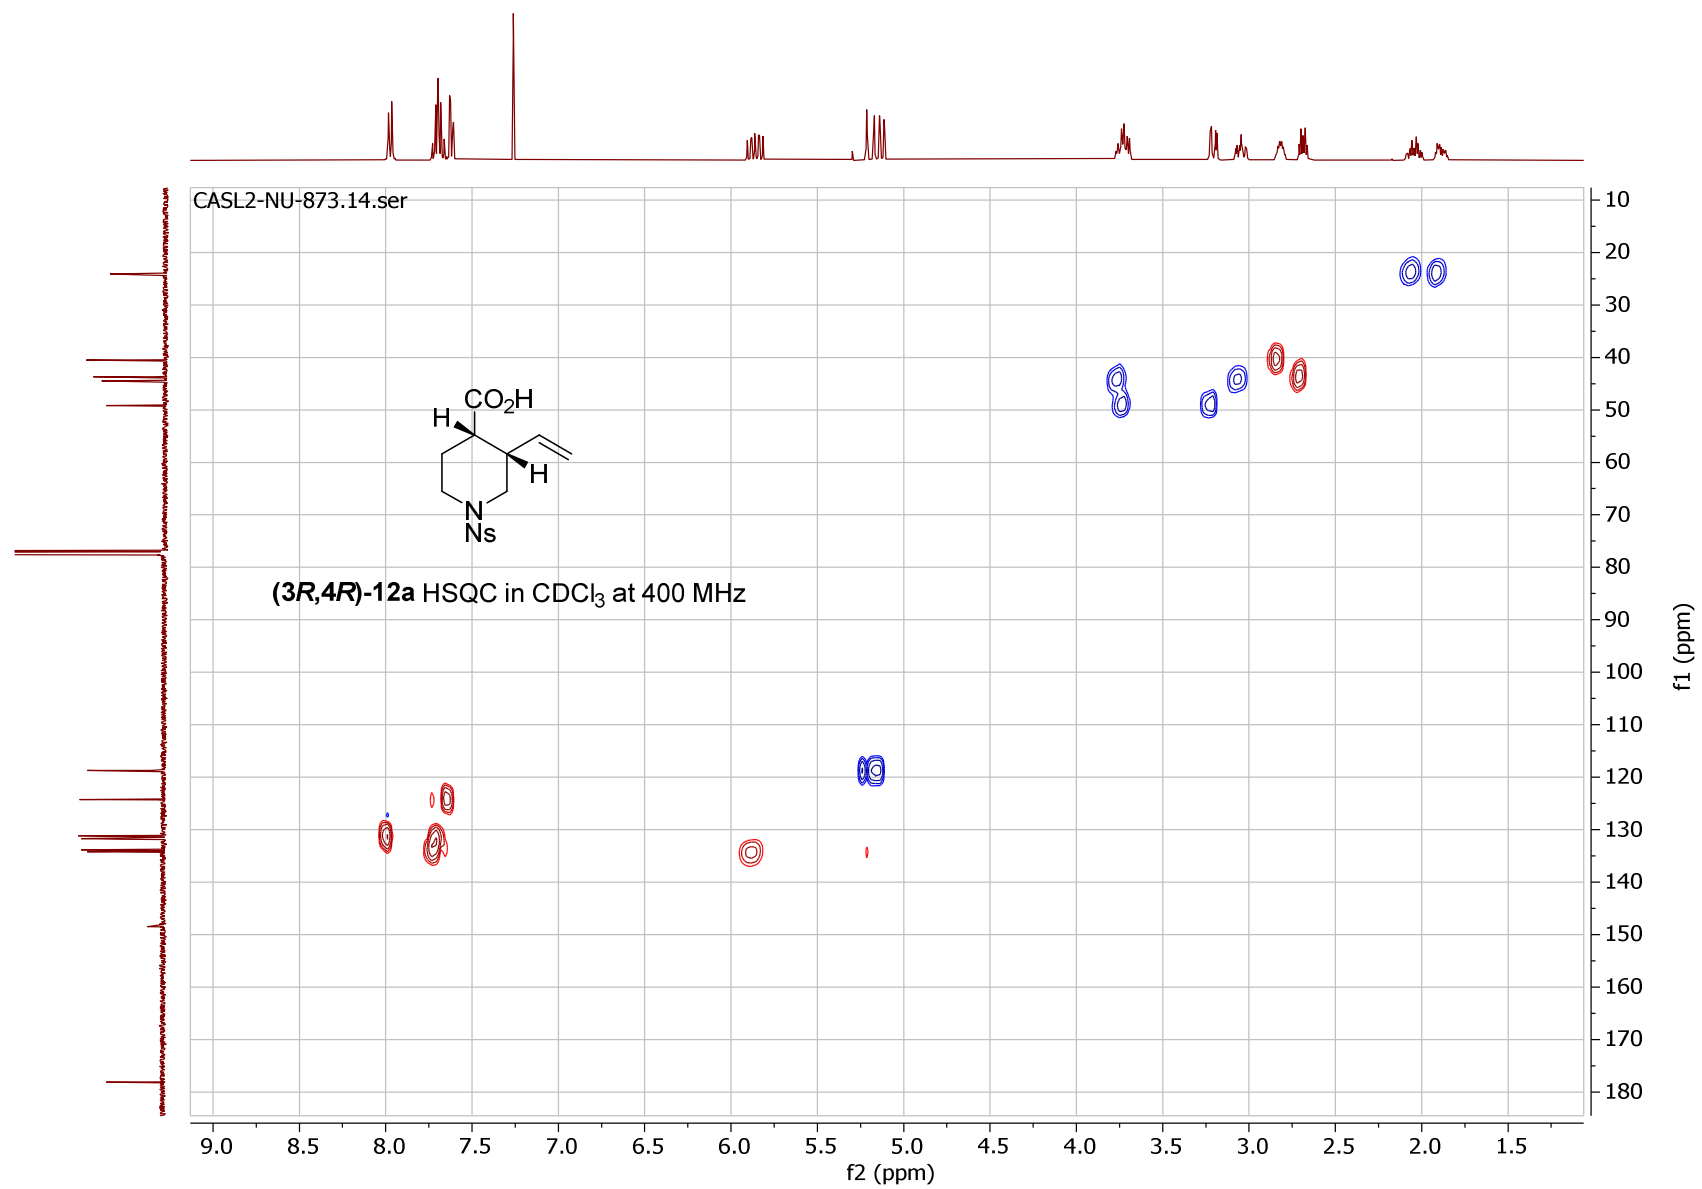 CASL2-NU-873.14.ser
10
20
30
40
50
60
70
80
90
100
110
120
130
140
150
160
170
180
f1 (ppm)
CO2H
H
H
N
Ns
(3R,4R)-12a HSQC in CDCl3 at 400 MHz
9.0 8.5 8.0 7.5 7.0 6.5 6.0 5.5 5.0 4.5 4.0 3.5 3.0 2.5 2.0 1.5
f2 (ppm)